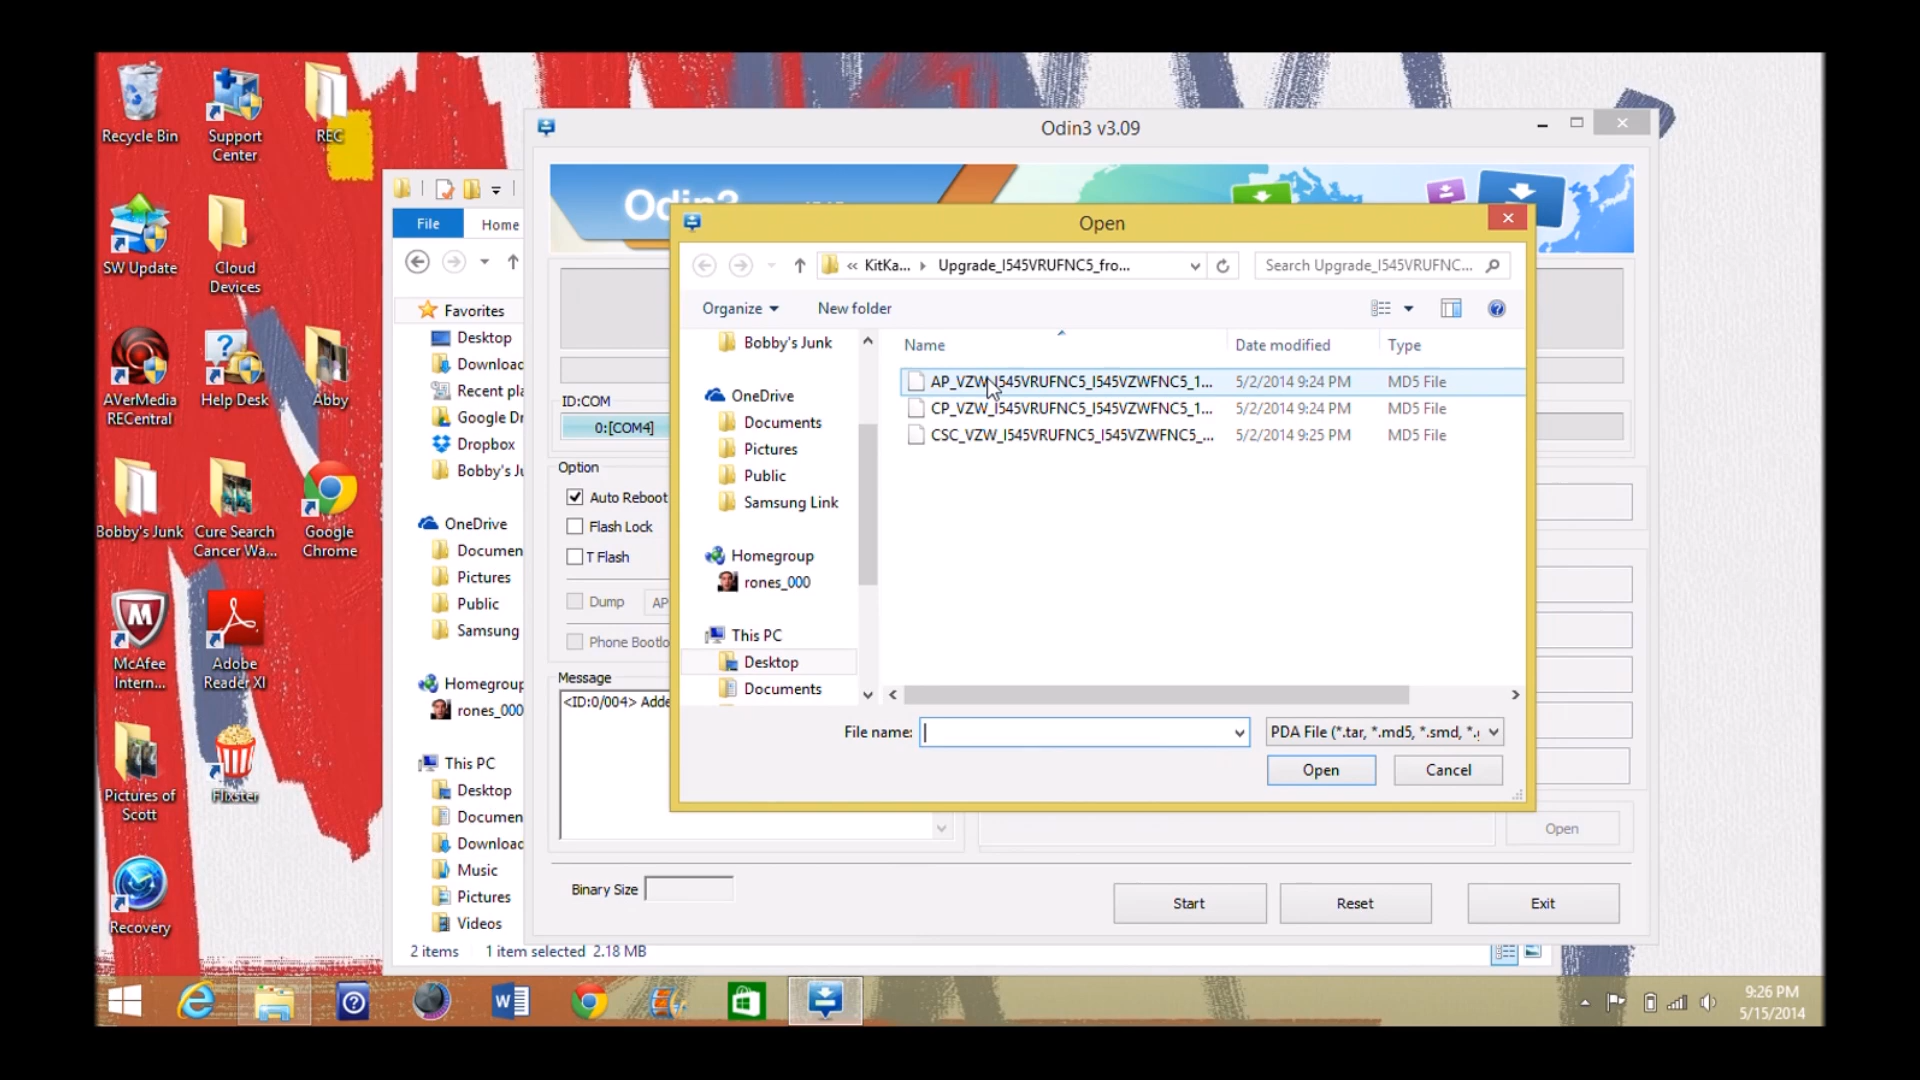 Recycle Bin
Support Center
REC
SW Update
Cloud Devices
AVerMedia RECentral
Help Desk
Abby
Bobby's Junk
Cure Search Cancer Wa...
Google Chrome
McAfee Intern...
Adobe Reader XI
Pictures of Scott
Flixster
Recovery
File
Home
Favorites
Desktop
Recent pla
Google Dr
Dropbox
Bobby's Ju
OneDrive
Pictures
Public
Samsung
Homegroup
rones_000
This PC
Desktop
Music
Pictures
Videos
2 items 1 item selected 2.18 MB
Odin3 v3.09
Odin3
ID:COM
0:[COM4]
Option
Auto Reboot
Flash Lock
T Flash
Dump AP
Phone Bootlo
Message
<ID:0/004> Adde
Binary Size
Open
Start
Reset
Exit
Open
« KitKa... Upgrade_I545VRUFNC5_fro...
Search Upgrade_I545VRUFNC...
Organize
New folder
Bobby's Junk
OneDrive
Documents
Pictures
Public
Samsung Link
Homegroup
rones_000
This PC
Desktop
Documents
Name Date modified Type
AP_VZW_I545VRUFNC5_I545VZWFNC5_1... 5/2/2014 9:24 PM MD5 File
CP_VZW_I545VRUFNC5_I545VZWFNC5_1... 5/2/2014 9:24 PM MD5 File
CSC_VZW_I545VRUFNC5_I545VZWFNC5_... 5/2/2014 9:25 PM MD5 File
File name:
PDA File (*.tar, *.md5, *.smd, *.g
Open
Cancel
9:26 PM
5/15/2014